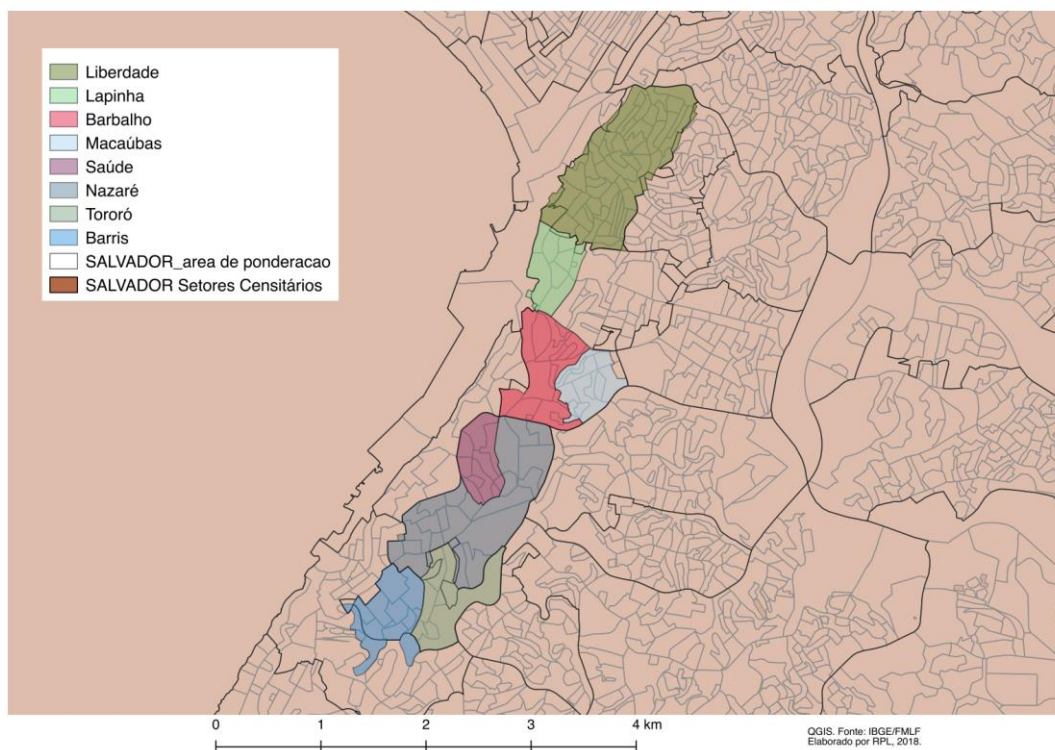 Liberdade
Lapinha
Barbalho
Macaúbas
Saúde
Nazaré
Tororó
Barris
SALVADOR_area de ponderacao
SALVADOR Setores Censitários
0 1 2 3 4 km
QGIS. Fonte: IBGE/FMLF
Elaborado por RPL, 2018.